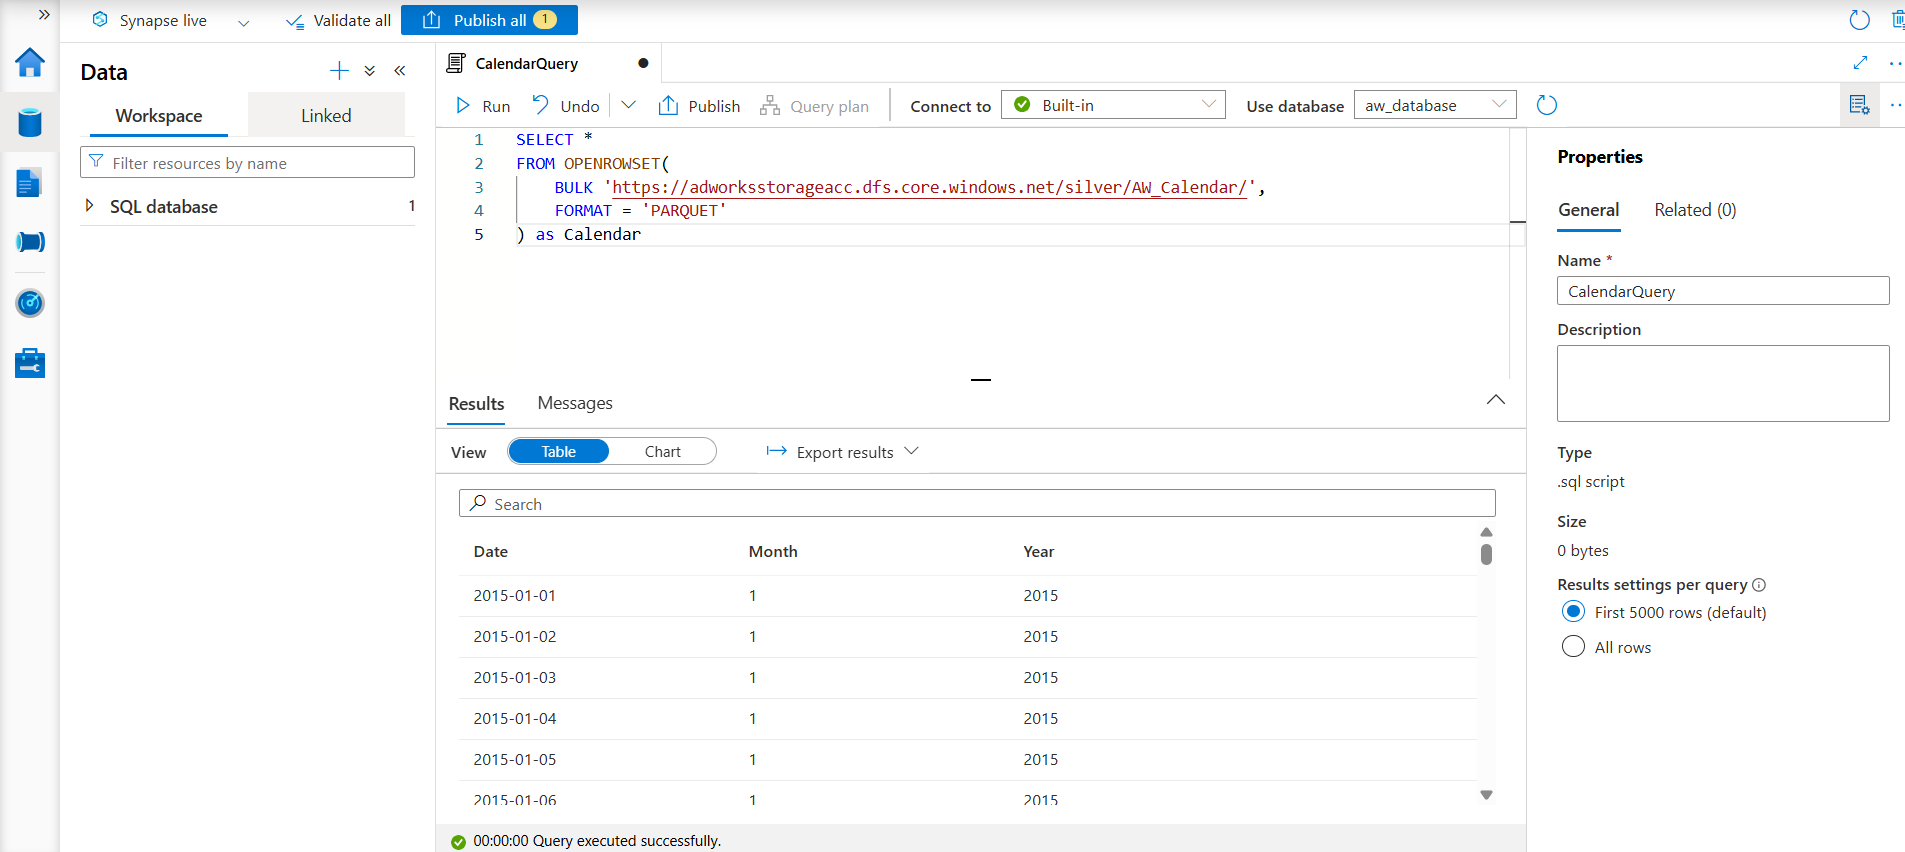 Synapse live
Validate all
Publish all 1
Data
Workspace Linked
Filter resources by name
SQL database 1
CalendarQuery
Run Undo Publish Query plan Connect to Built-in Use database aw_database
1 SELECT *
2 FROM OPENROWSET(
3 BULK 'https://adworksstorageacc.dfs.core.windows.net/silver/AW_Calendar/',
4 FORMAT = 'PARQUET'
5 ) as Calendar
Results Messages
View Table Chart Export results
Search
Date Month Year
2015-01-01 1 2015
2015-01-02 1 2015
2015-01-03 1 2015
2015-01-04 1 2015
2015-01-05 1 2015
2015-01-06 1 2015
00:00:00 Query executed successfully.
Properties
General Related (0)
Name *
CalendarQuery
Description
Type
.sql script
Size
0 bytes
Results settings per query
First 5000 rows (default)
All rows